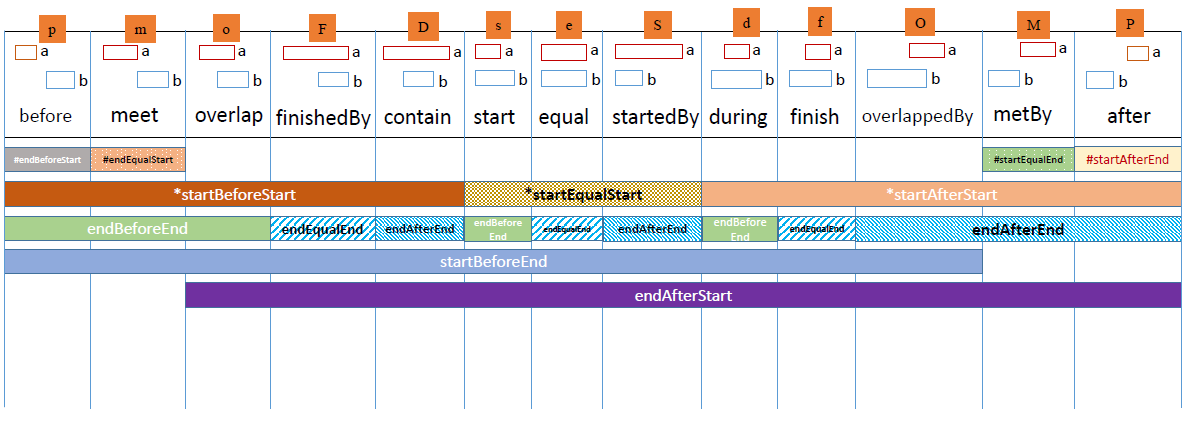 p m o F D s e S d f O M P
a a a a a a a a a a a a a
b b b b b b b b b b b b b
before meet overlap finishedBy contain start equal startedBy during finish overlappedBy metBy after
#endBeforeStart #endEqualStart #startEqualEnd #startAfterEnd
*startBeforeStart *startEqualStart *startAfterStart
endBeforeEnd endEqualEnd endAfterEnd endBefore endEqualEnd endAfterEnd endBefore endEqualEnd endAfterEnd
End End
startBeforeEnd
endAfterStart